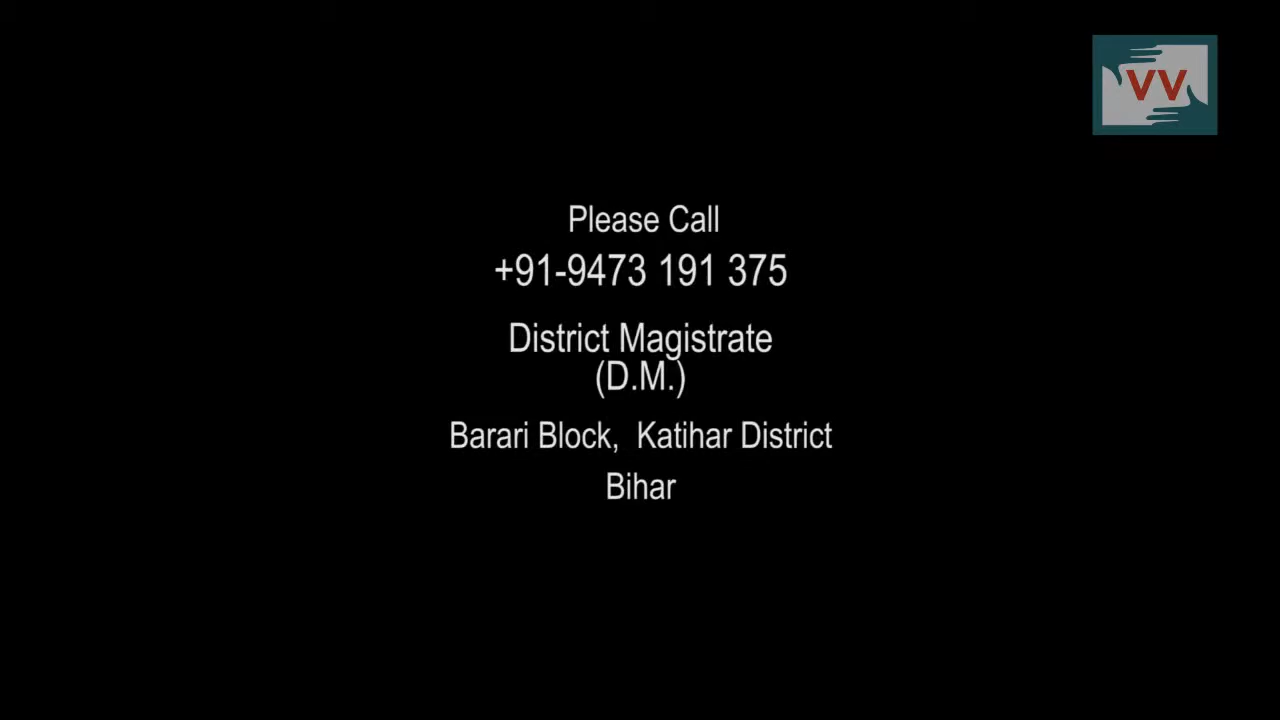 VV
Please Call
+91-9473 191 375
District Magistrate
(D.M.)
Barari Block, Katihar District
Bihar